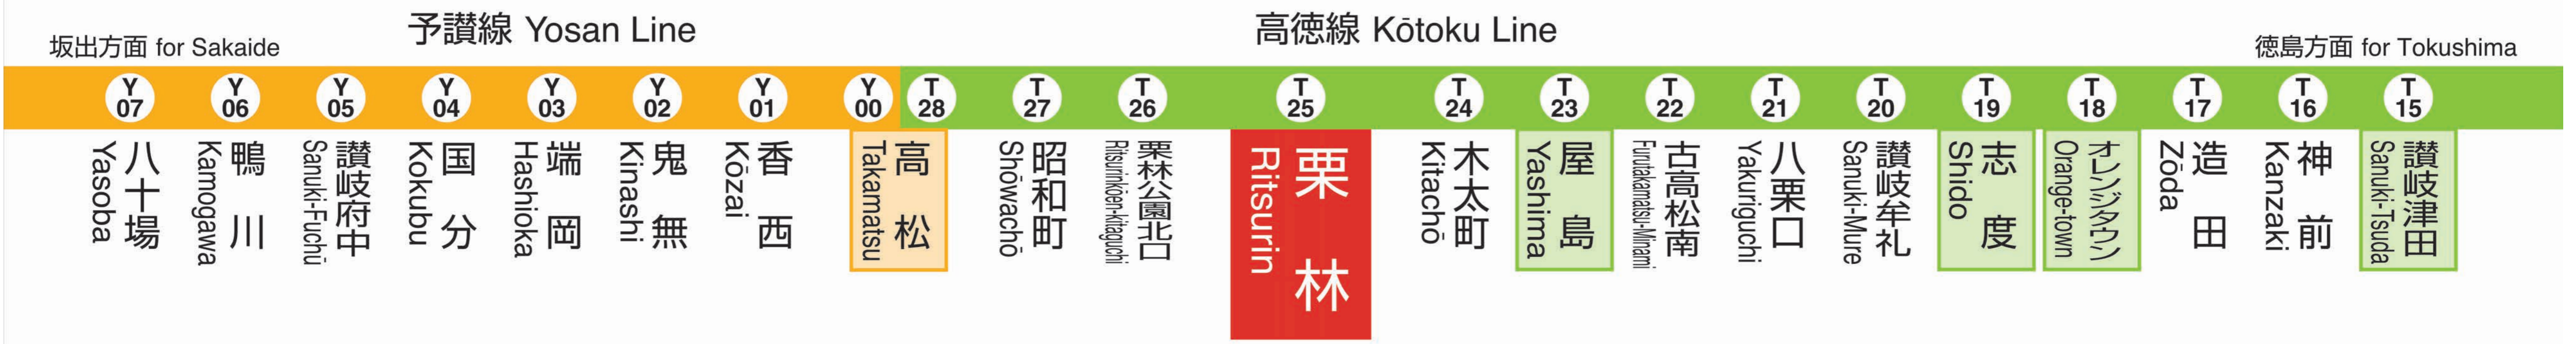 坂出方面 for Sakaide
予讃線 Yosan Line
高徳線 Kōtoku Line
徳島方面 for Tokushima
Y 07
八十場
Yasoba
Y 06
鴨川
Kamogawa
Y 05
讃岐府中
Sanuki-Fuchū
Y 04
国分
Kokubu
Y 03
端岡
Hashioka
Y 02
鬼無
Kinashi
Y 01
香西
Kōzai
Y 00
T 28
高松
Takamatsu
T 27
昭和町
Shōwachō
T 26
栗林公園北口
Ritsurinkōen-kitaguchi
T 25
栗林
Ritsurin
T 24
木太町
Kitachō
T 23
屋島
Yashima
T 22
古高松南
Furutakamatsu-Minami
T 21
八栗口
Yakuriguchi
T 20
讃岐牟礼
Sanuki-Mure
T 19
志度
Shido
T 18
オレンジタウン
Orange-town
T 17
造田
Zōda
T 16
神前
Kanzaki
T 15
讃岐津田
Sanuki-Tsuda